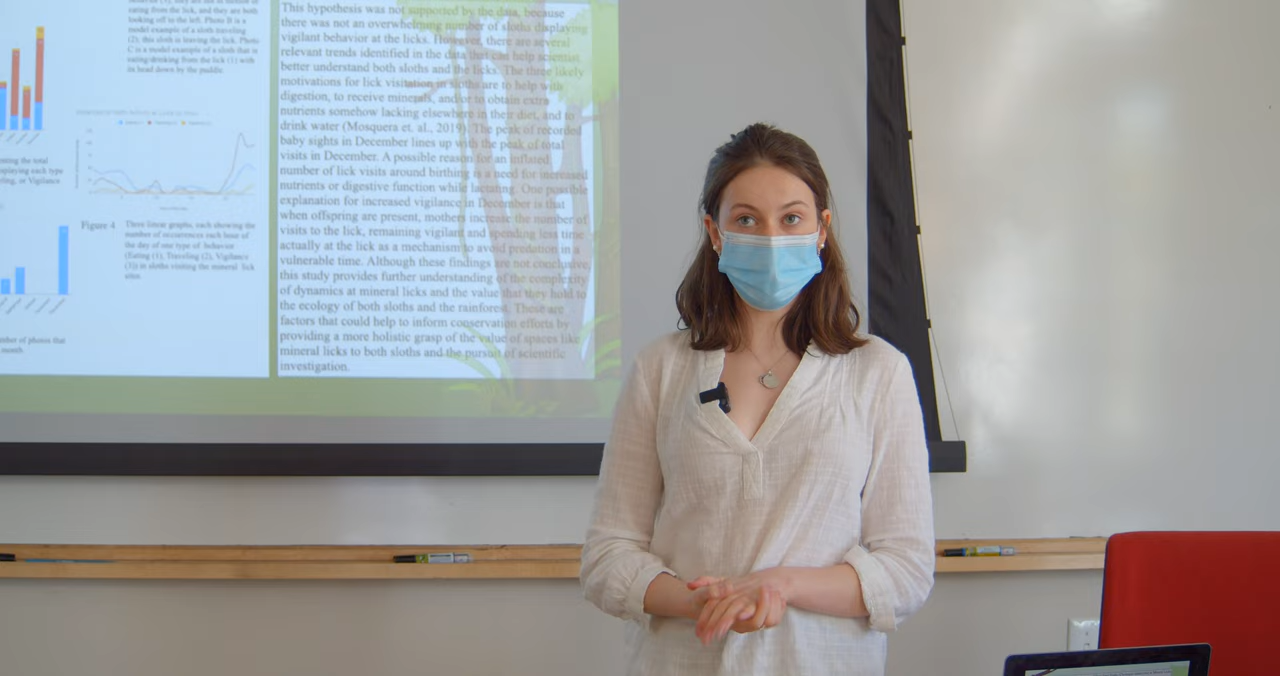 eating from the lick, and they are both
looking off to the left. Photo B is a
model example of a sloth traveling
(2); this sloth is leaving the lick. Photo
C is a model example of a sloth that is
eating/drinking from the lick (1) with
its head down by the puddle.
Figure 4
Three linear graphs, each showing the
number of occurrences each hour of
the day of one type of behavior
(Eating (1), Traveling (2), Vigilance
(3)) in sloths visiting the mineral lick
sites.
the total
each type
or Vigilance
of photos that
month
This hypothesis was not supported by the data, because
there was not an overwhelming number of sloths displaying
vigilant behavior at the licks. However, there are several
relevant trends identified in the data that can help scientist
better understand both sloths and the licks. The three likely
motivations for lick visitation in sloths are to help with
digestion, to receive minerals, and/or to obtain extra
nutrients somehow lacking elsewhere in their diet, and to
drink water (Mosquera et. al., 2019). The peak of recorded
baby sights in December lines up with the peak of total
visits in December. A possible reason for an inflated
number of lick visits around birthing is a need for increased
nutrients or digestive function while lactating. One possible
explanation for increased vigilance in December is that
when offspring are present, mothers increase the number of
visits to the lick, remaining vigilant and spending less time
actually at the lick as a mechanism to avoid predation in a
vulnerable time. Although these findings are not conclusive,
this study provides further understanding of the complexity
of dynamics at mineral licks and the value that they hold to
the ecology of both sloths and the rainforest. These are
factors that could help to inform conservation efforts by
providing a more holistic grasp of the value of spaces like
mineral licks to both sloths and the pursuit of scientific
investigation.